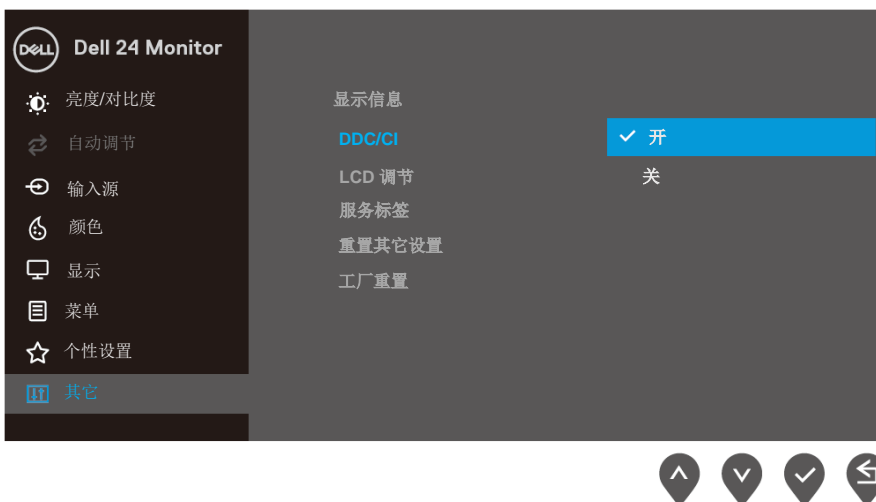 DELL Dell 24 Monitor
亮度/对比度
自动调节
输入源
颜色
显示
菜单
个性设置
其它
显示信息
DDC/CI
LCD 调节
服务标签
重置其它设置
工厂重置
开
关